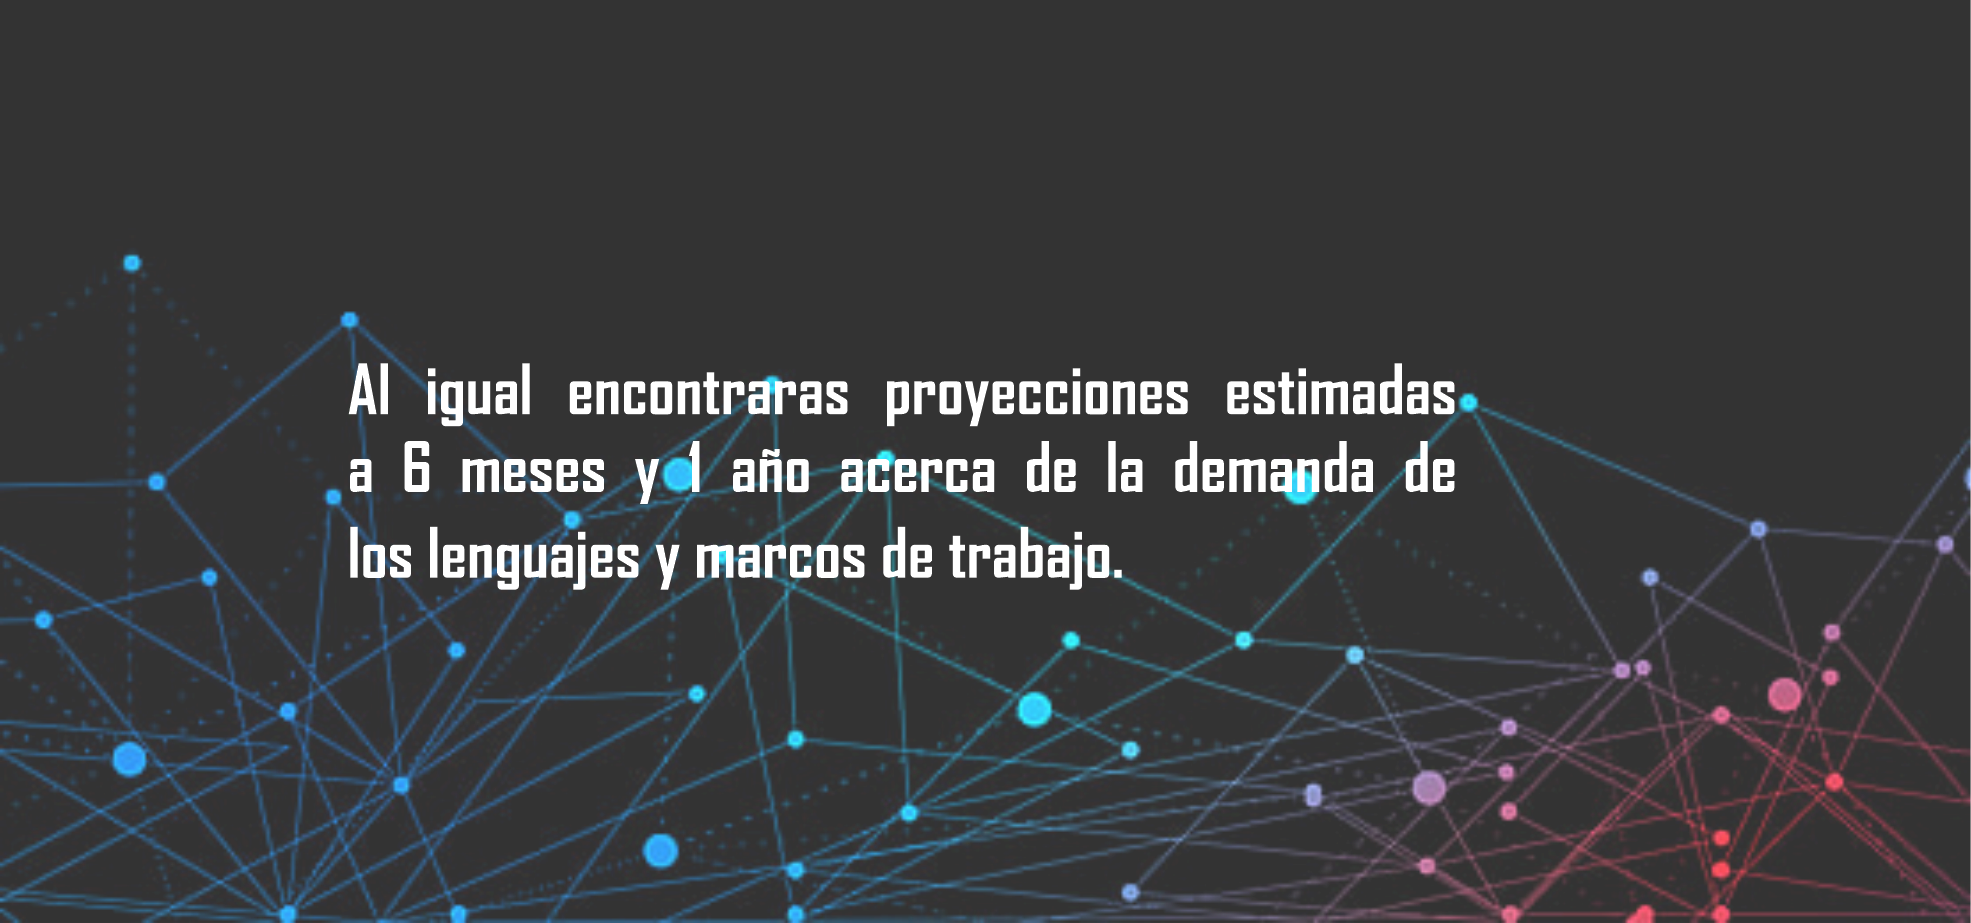 Al igual encontraras proyecciones estimadas
a 6 meses y 1 año acerca de la demanda de
los lenguajes y marcos de trabajo.